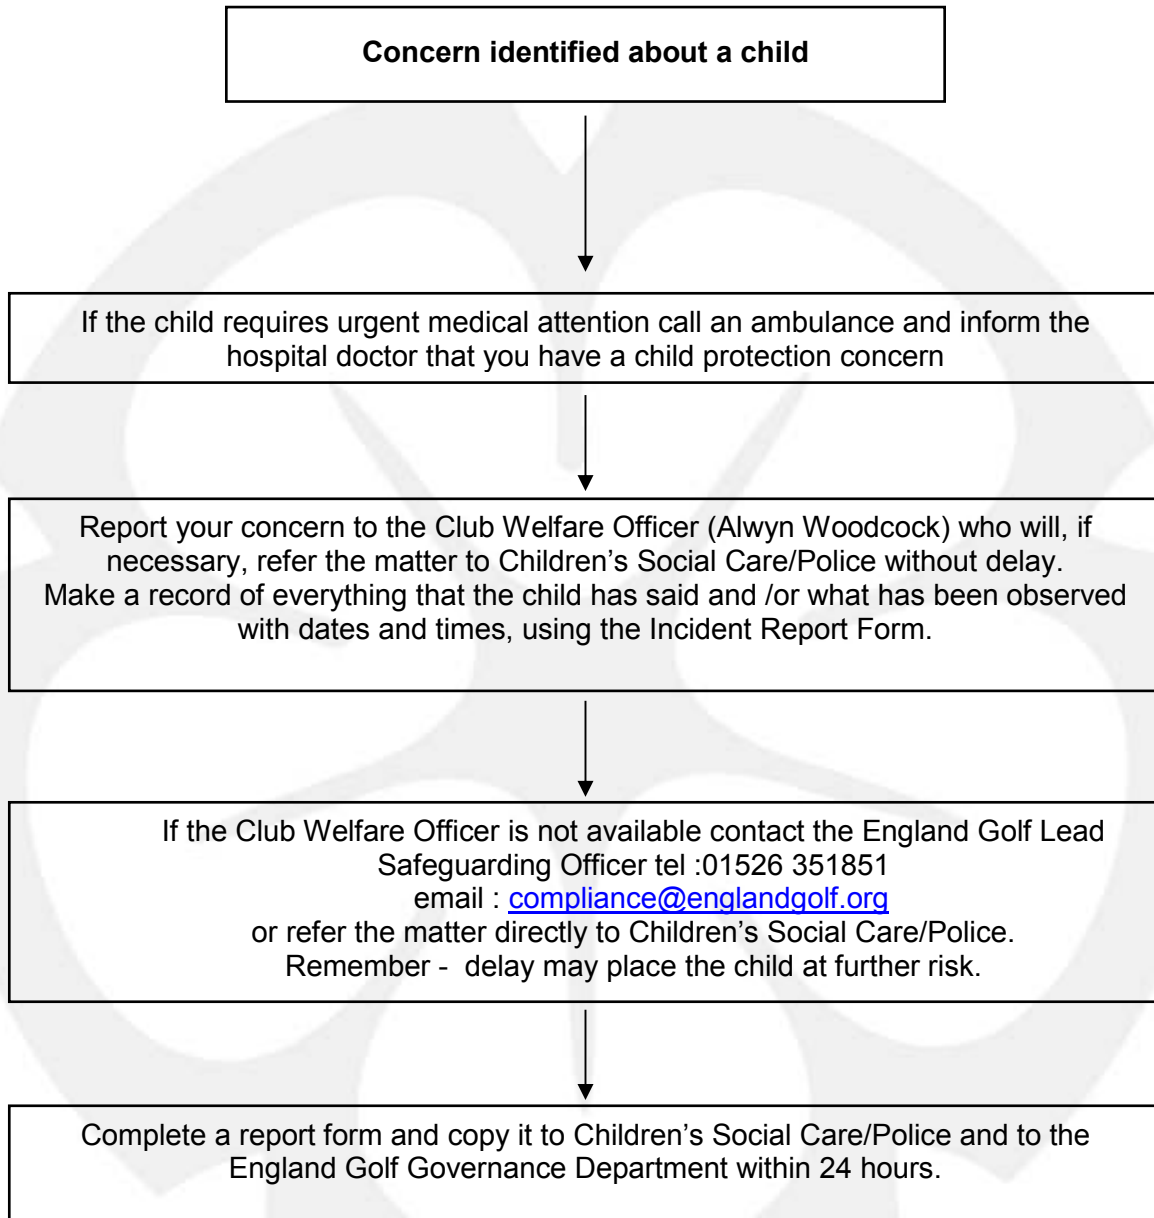 Concern identified about a child
If the child requires urgent medical attention call an ambulance and inform the
hospital doctor that you have a child protection concern
Report your concern to the Club Welfare Officer (Alwyn Woodcock) who will, if
necessary, refer the matter to Children’s Social Care/Police without delay.
Make a record of everything that the child has said and /or what has been observed
with dates and times, using the Incident Report Form.
If the Club Welfare Officer is not available contact the England Golf Lead
Safeguarding Officer tel :01526 351851
email : compliance@englandgolf.org
or refer the matter directly to Children’s Social Care/Police.
Remember -  delay may place the child at further risk.
Complete a report form and copy it to Children’s Social Care/Police and to the
England Golf Governance Department within 24 hours.